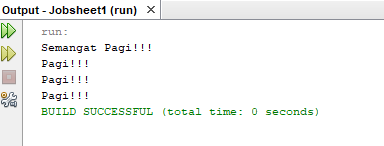 Output - Jobsheet1 (run) ×
run:
Semangat Pagi!!!
Pagi!!!
Pagi!!!
Pagi!!!
BUILD SUCCESSFUL (total time: 0 seconds)